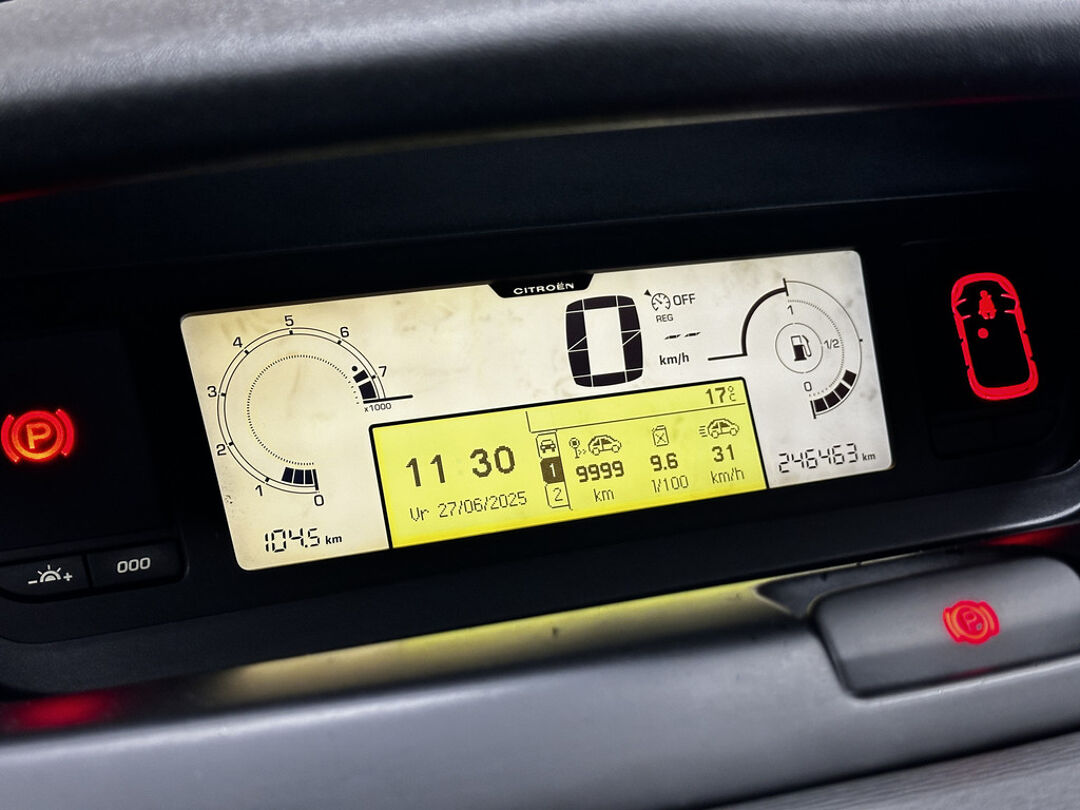 CITROËN
5
4
6
3
7
x1000
2
1
0
0
OFF
REG
-- --
km/h
1
1/2
0
17°C
11 30
1
9999
9.6
31
Vr 27/06/2025
2
km
1/100
km/h
104.5 km
246463 km
P
- +
000
P